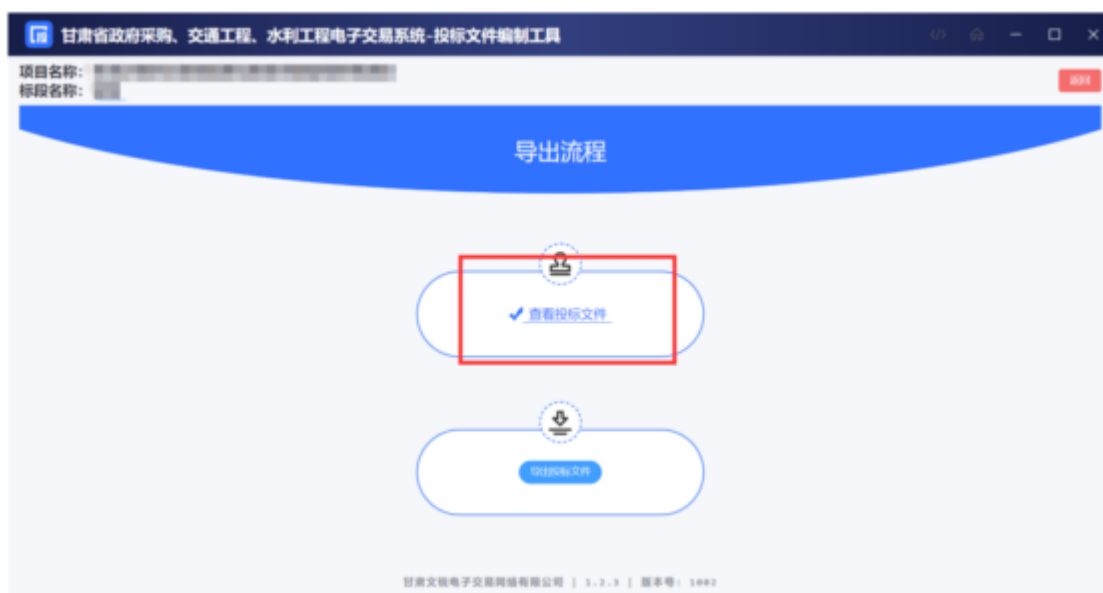 甘肃省政府采购、交通工程、水利工程电子交易系统-投标文件编制工具
项目名称:
标段名称:
返回
导出流程
查看投标文件
导出投标文件
甘肃文锐电子交易网络有限公司 | 1.2.3 | 版本号: 1002